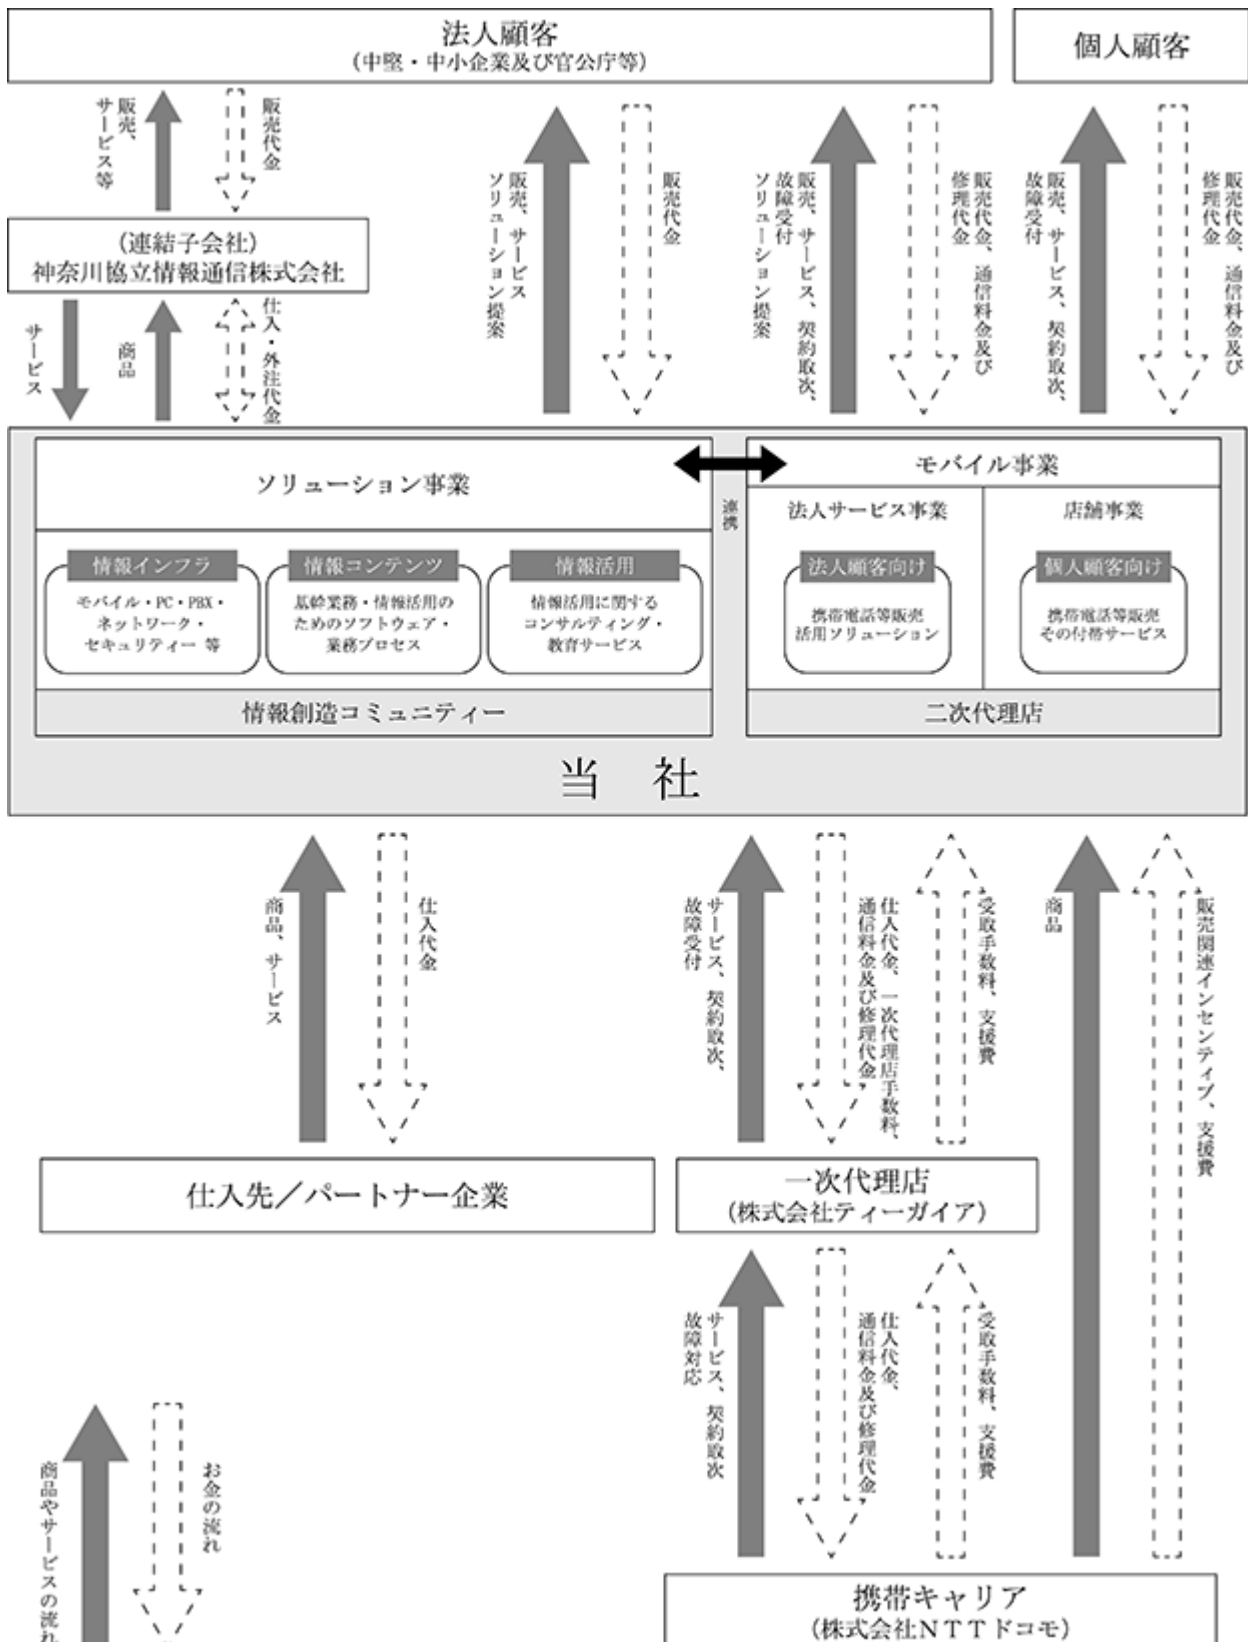 法人顧客
(中堅・中小企業及び官公庁等)
個人顧客
販売、
サービス等
販売代金
販売、サービス
ソリューション提案
販売代金
販売、サービス、契約取次、
故障受付
ソリューション提案
販売代金、通信料金及び
修理代金
販売、サービス、契約取次、
故障受付
販売代金、通信料金及び
修理代金
(連結子会社)
神奈川協立情報通信株式会社
サービス
商品
仕入・外注代金
ソリューション事業
連携
モバイル事業
法人サービス事業
店舗事業
情報インフラ
モバイル・PC・PBX・
ネットワーク・
セキュリティー 等
情報コンテンツ
基幹業務・情報活用の
ためのソフトウェア・
業務プロセス
情報活用
情報活用に関する
コンサルティング・
教育サービス
法人顧客向け
携帯電話等販売
活用ソリューション
個人顧客向け
携帯電話等販売
その付帯サービス
情報創造コミュニティー
二次代理店
当 社
商品、サービス
仕入代金
サービス、契約取次、
故障受付
仕入代金、一次代理店手数料、
通信料金及び修理代金
受取手数料、支援費
商品
販売関連インセンティブ、支援費
仕入先/パートナー企業
一次代理店
(株式会社ティーガイア)
サービス、契約取次
故障対応
仕入代金、
通信料金及び修理代金
受取手数料、支援費
商品やサービスの流れ
お金の流れ
携帯キャリア
(株式会社NTTドコモ)